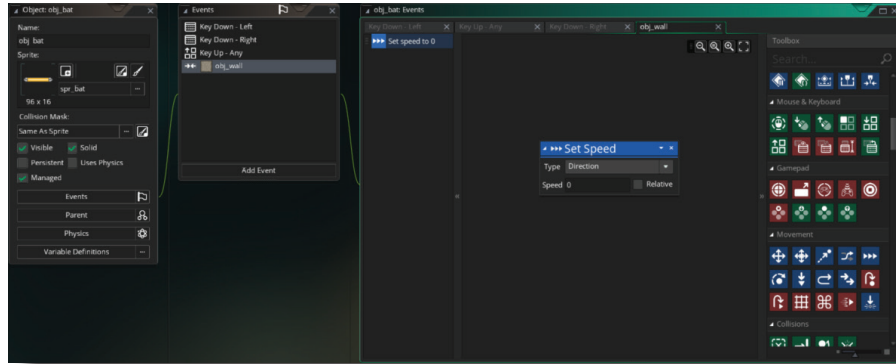 Object: obj_bat
Name:
obj_bat
Sprite:
spr_bat
...
96 x 16
Collision Mask:
Same As Sprite
...
Visible
Solid
Persistent
Uses Physics
Managed
Events
Parent
Physics
Variable Definitions
...
Events
Key Down - Left
Key Down - Right
Key Up - Any
obj_wall
Add Event
obj_bat: Events
Key Down - Left
Key Up - Any
Key Down - Right
obj_wall
Set speed to 0
Set Speed
Type Direction
Speed 0
Relative
Toolbox
Search...
Mouse & Keyboard
Gamepad
Movement
Collisions